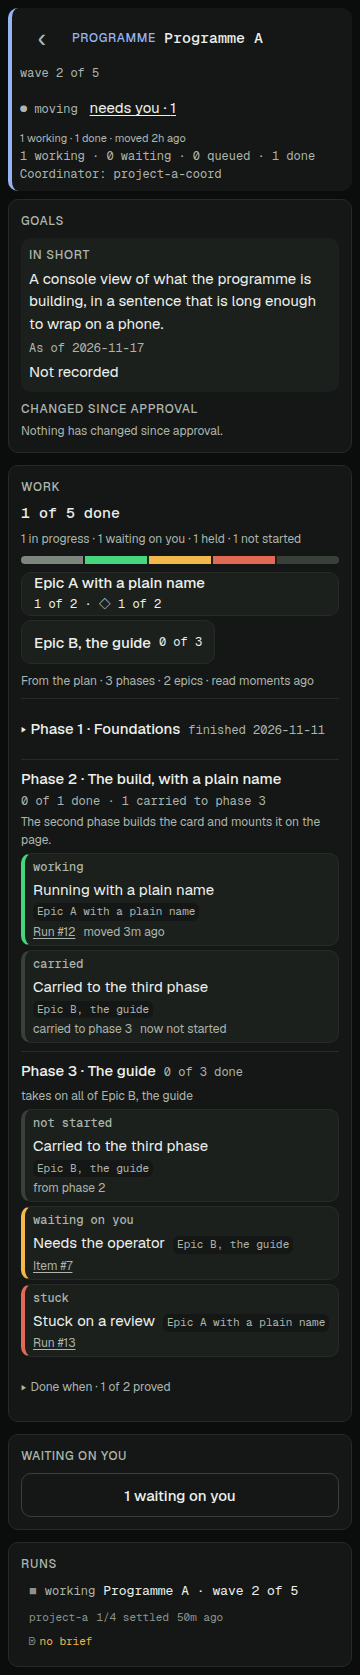 ‹ PROGRAMME Programme A
wave 2 of 5
● moving needs you · 1
1 working · 1 done · moved 2h ago
1 working · 0 waiting · 0 queued · 1 done
Coordinator: project-a-coord
GOALS
IN SHORT
A console view of what the programme is
building, in a sentence that is long enough
to wrap on a phone.
As of 2026-11-17
Not recorded
CHANGED SINCE APPROVAL
Nothing has changed since approval.
WORK
1 of 5 done
1 in progress · 1 waiting on you · 1 held · 1 not started
Epic A with a plain name
1 of 2 · ◇ 1 of 2
Epic B, the guide 0 of 3
From the plan · 3 phases · 2 epics · read moments ago
▸ Phase 1 · Foundations finished 2026-11-11
Phase 2 · The build, with a plain name
0 of 1 done · 1 carried to phase 3
The second phase builds the card and mounts it on the
page.
working
Running with a plain name
Epic A with a plain name
Run #12 moved 3m ago
carried
Carried to the third phase
Epic B, the guide
carried to phase 3 now not started
Phase 3 · The guide 0 of 3 done
takes on all of Epic B, the guide
not started
Carried to the third phase
Epic B, the guide
from phase 2
waiting on you
Needs the operator Epic B, the guide
Item #7
stuck
Stuck on a review Epic A with a plain name
Run #13
▸ Done when · 1 of 2 proved
WAITING ON YOU
1 waiting on you
RUNS
■ working Programme A · wave 2 of 5
project-a 1/4 settled 50m ago
no brief